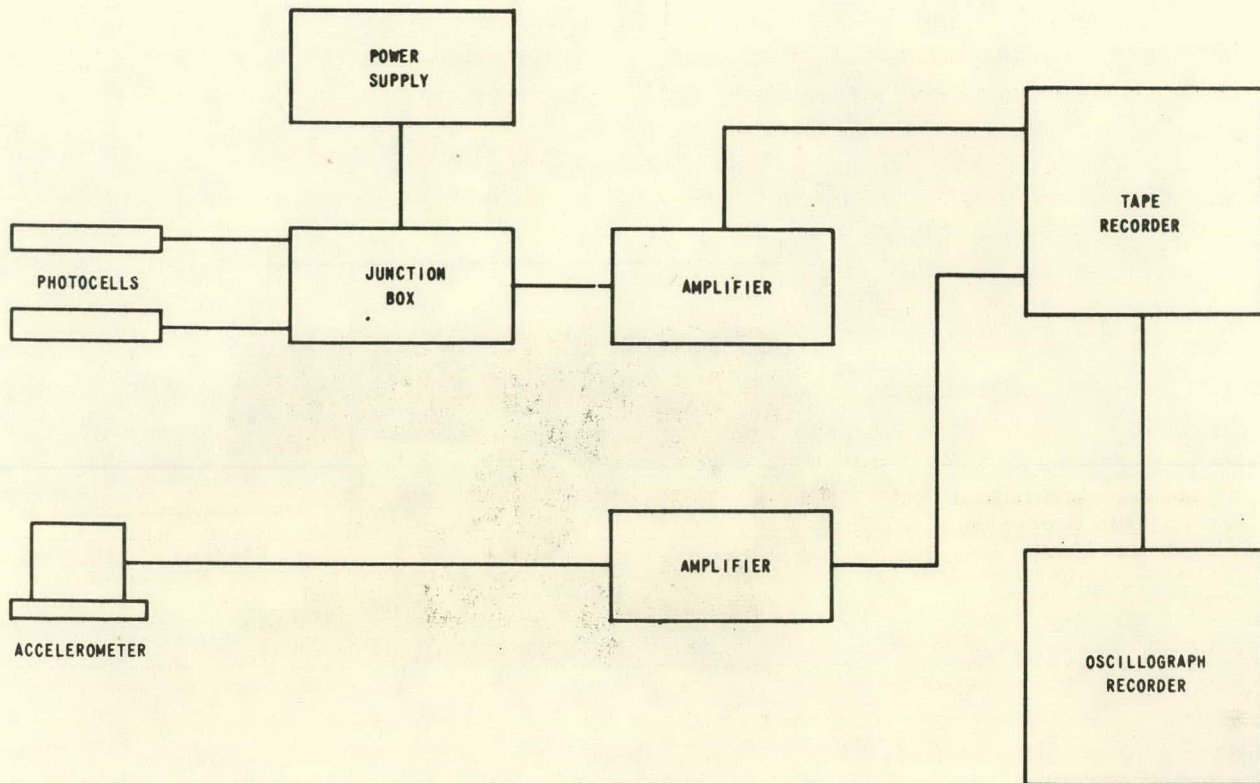 POWER
SUPPLY
TAPE
RECORDER
JUNCTION
BOX
AMPLIFIER
PHOTOCELLS
AMPLIFIER
ACCELEROMETER
OSCILLOGRAPH
RECORDER